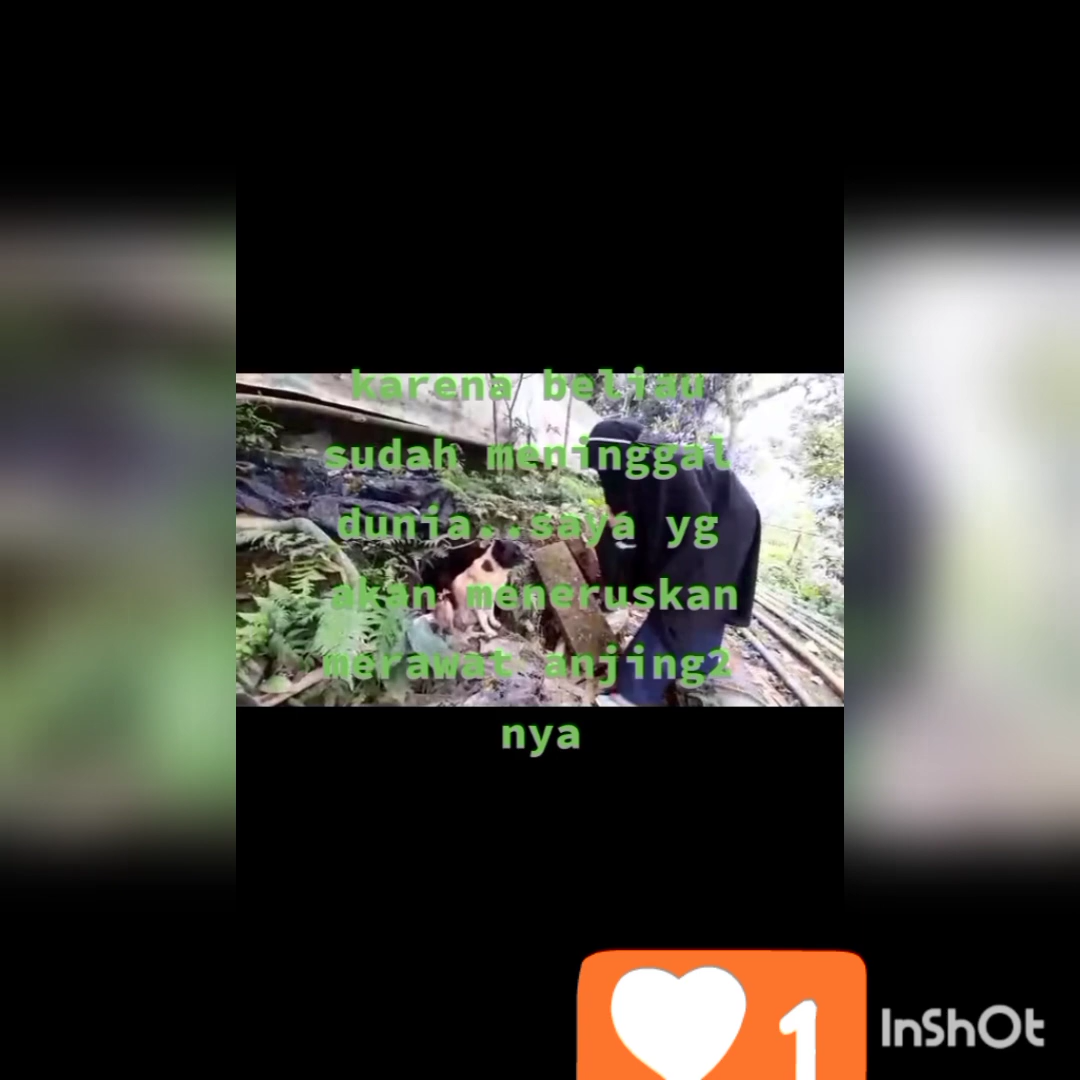 karena beliau
sudah meninggal
dunia..saya yg
akan meneruskan
merawat anjing2
nya
1
InShOt